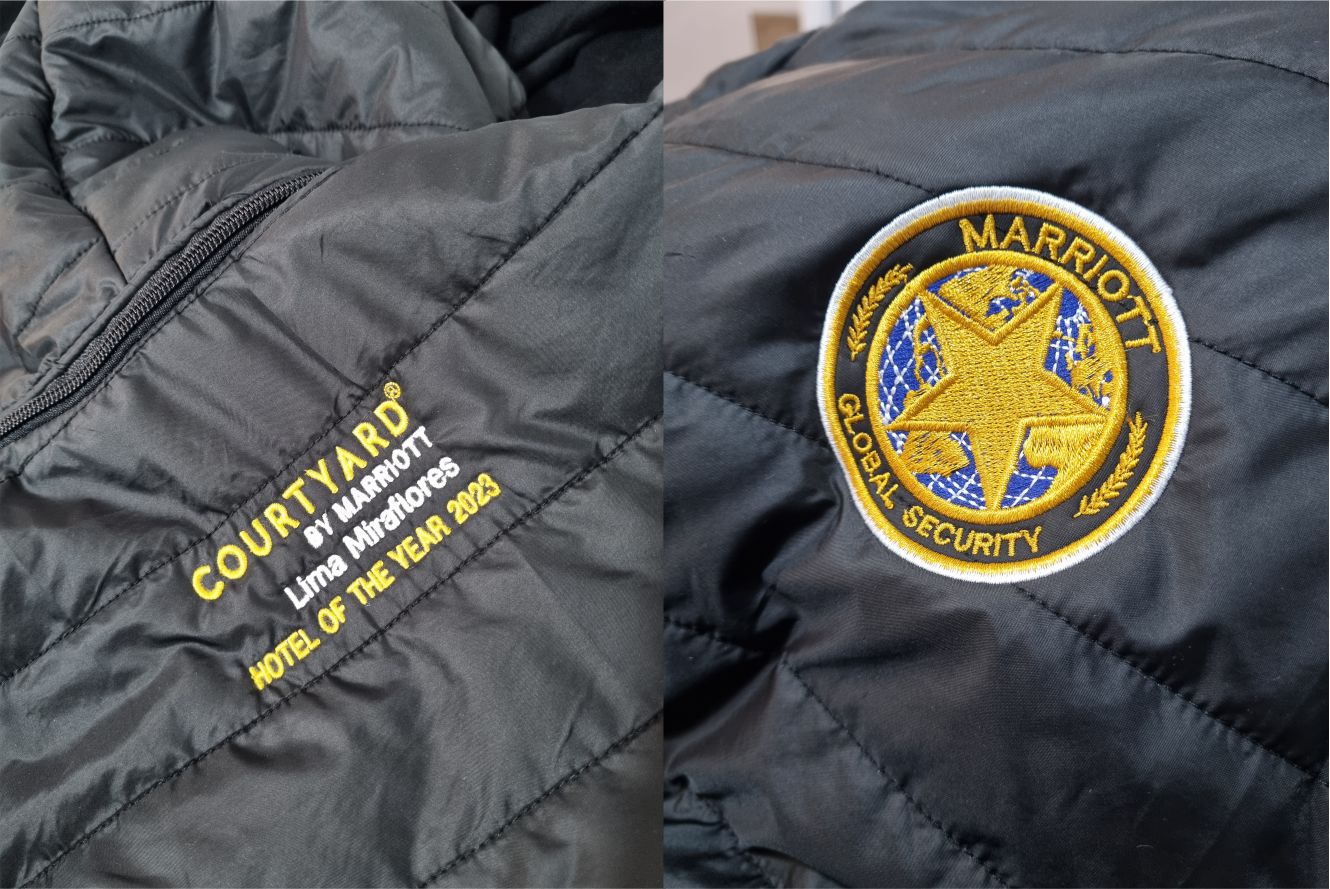 COURTYARD®
BY MARRIOTT
Lima Miraflores
HOTEL OF THE YEAR 2023
MARRIOTT
GLOBAL SECURITY